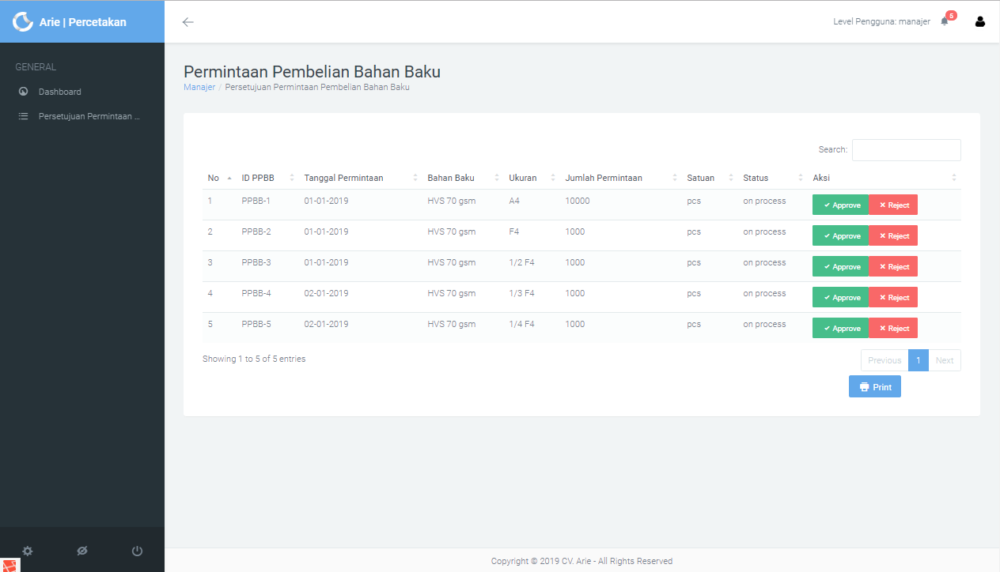 Arie | Percetakan
Level Pengguna: manajer 5
GENERAL
Dashboard
Persetujuan Permintaan ...
Permintaan Pembelian Bahan Baku
Manajer / Persetujuan Permintaan Pembelian Bahan Baku
Search:
No ID PPBB Tanggal Permintaan Bahan Baku Ukuran Jumlah Permintaan Satuan Status Aksi
1 PPBB-1 01-01-2019 HVS 70 gsm A4 10000 pcs on process Approve Reject
2 PPBB-2 01-01-2019 HVS 70 gsm F4 1000 pcs on process Approve Reject
3 PPBB-3 01-01-2019 HVS 70 gsm 1/2 F4 1000 pcs on process Approve Reject
4 PPBB-4 02-01-2019 HVS 70 gsm 1/3 F4 1000 pcs on process Approve Reject
5 PPBB-5 02-01-2019 HVS 70 gsm 1/4 F4 1000 pcs on process Approve Reject
Showing 1 to 5 of 5 entries Previous 1 Next
Print
Copyright © 2019 CV. Arie - All Rights Reserved